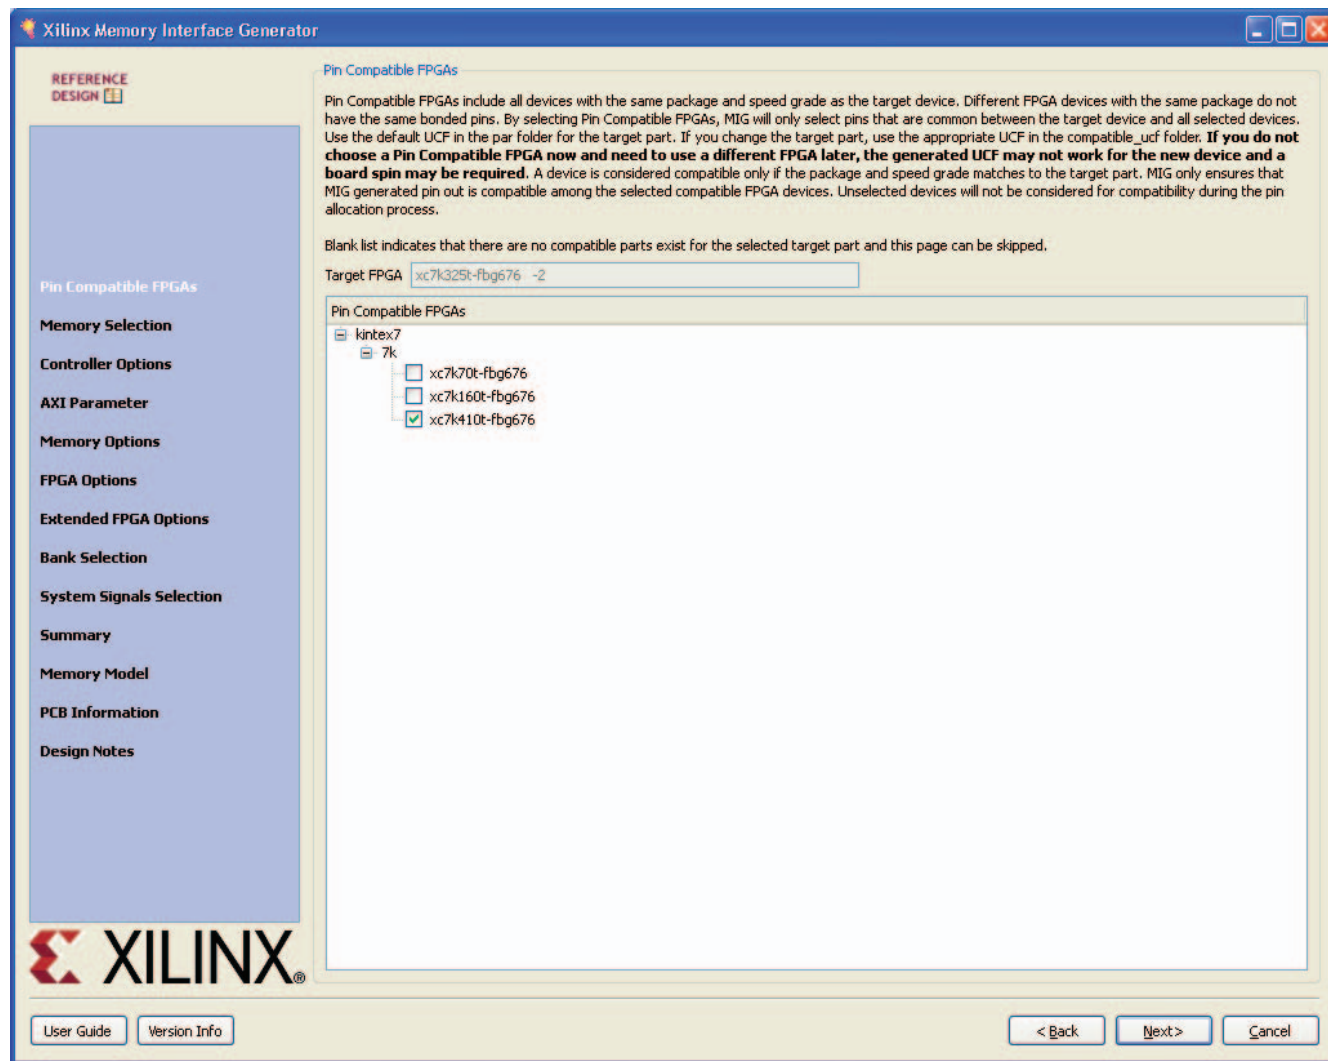 Xilinx Memory Interface Generator
REFERENCE
DESIGN
Pin Compatible FPGAs
Memory Selection
Controller Options
AXI Parameter
Memory Options
FPGA Options
Extended FPGA Options
Bank Selection
System Signals Selection
Summary
Memory Model
PCB Information
Design Notes
XILINX®
Pin Compatible FPGAs
Pin Compatible FPGAs include all devices with the same package and speed grade as the target device. Different FPGA devices with the same package do not
have the same bonded pins. By selecting Pin Compatible FPGAs, MIG will only select pins that are common between the target device and all selected devices.
Use the default UCF in the par folder for the target part. If you change the target part, use the appropriate UCF in the compatible_ucf folder. If you do not
choose a Pin Compatible FPGA now and need to use a different FPGA later, the generated UCF may not work for the new device and a
board spin may be required. A device is considered compatible only if the package and speed grade matches to the target part. MIG only ensures that
MIG generated pin out is compatible among the selected compatible FPGA devices. Unselected devices will not be considered for compatibility during the pin
allocation process.
Blank list indicates that there are no compatible parts exist for the selected target part and this page can be skipped.
Target FPGA xc7k325t-fbg676 -2
Pin Compatible FPGAs
kintex7
7k
xc7k70t-fbg676
xc7k160t-fbg676
xc7k410t-fbg676
User Guide Version Info < Back Next> Cancel